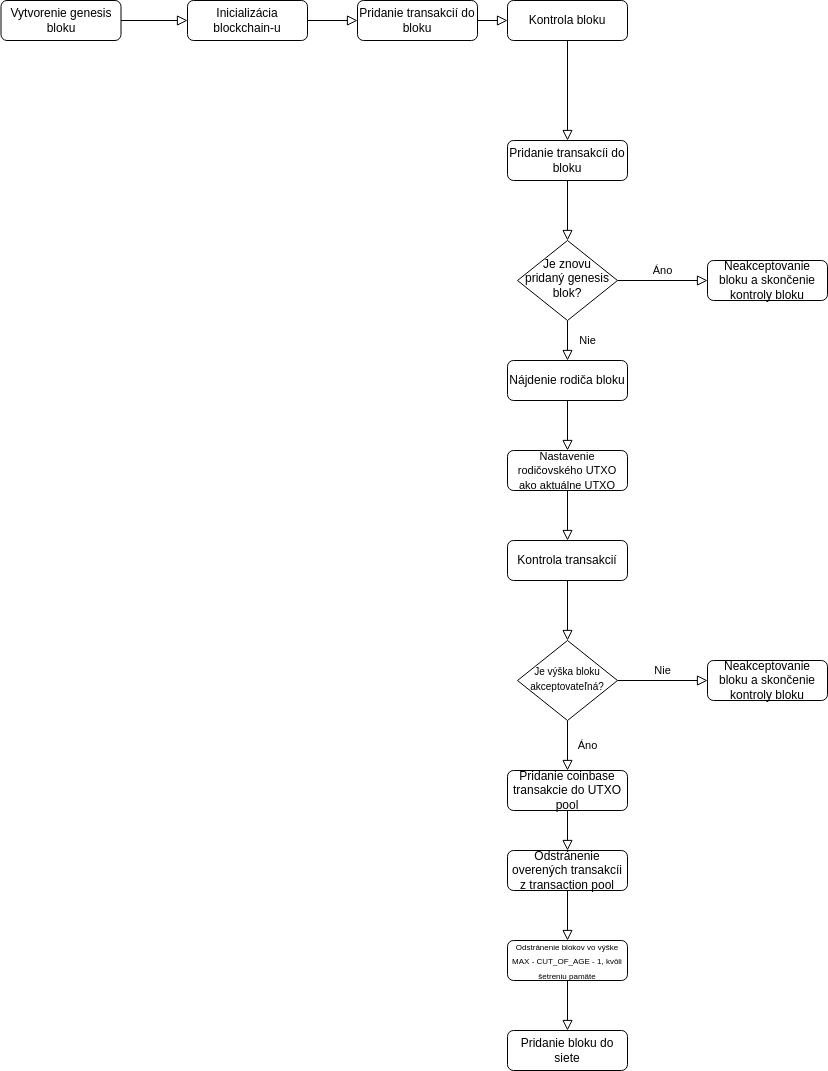 Vytvorenie genesis
bloku
Inicializácia
blockchain-u
Pridanie transakcií do
bloku
Kontrola bloku
Pridanie transakcíi do
bloku
Je znovu
pridaný genesis
blok?
Áno
Neakceptovanie
bloku a skončenie
kontroly bloku
Nie
Nájdenie rodiča bloku
Nastavenie
rodičovského UTXO
ako aktuálne UTXO
Kontrola transakcií
Je výška bloku
akceptovateľná?
Nie
Neakceptovanie
bloku a skončenie
kontroly bloku
Áno
Pridanie coinbase
transakcie do UTXO
pool
Odstránenie
overených transakcíi
z transaction pool
Odstránenie blokov vo výške
MAX - CUT_OF_AGE - 1, kvôli
šetreniu pamäte
Pridanie bloku do
siete